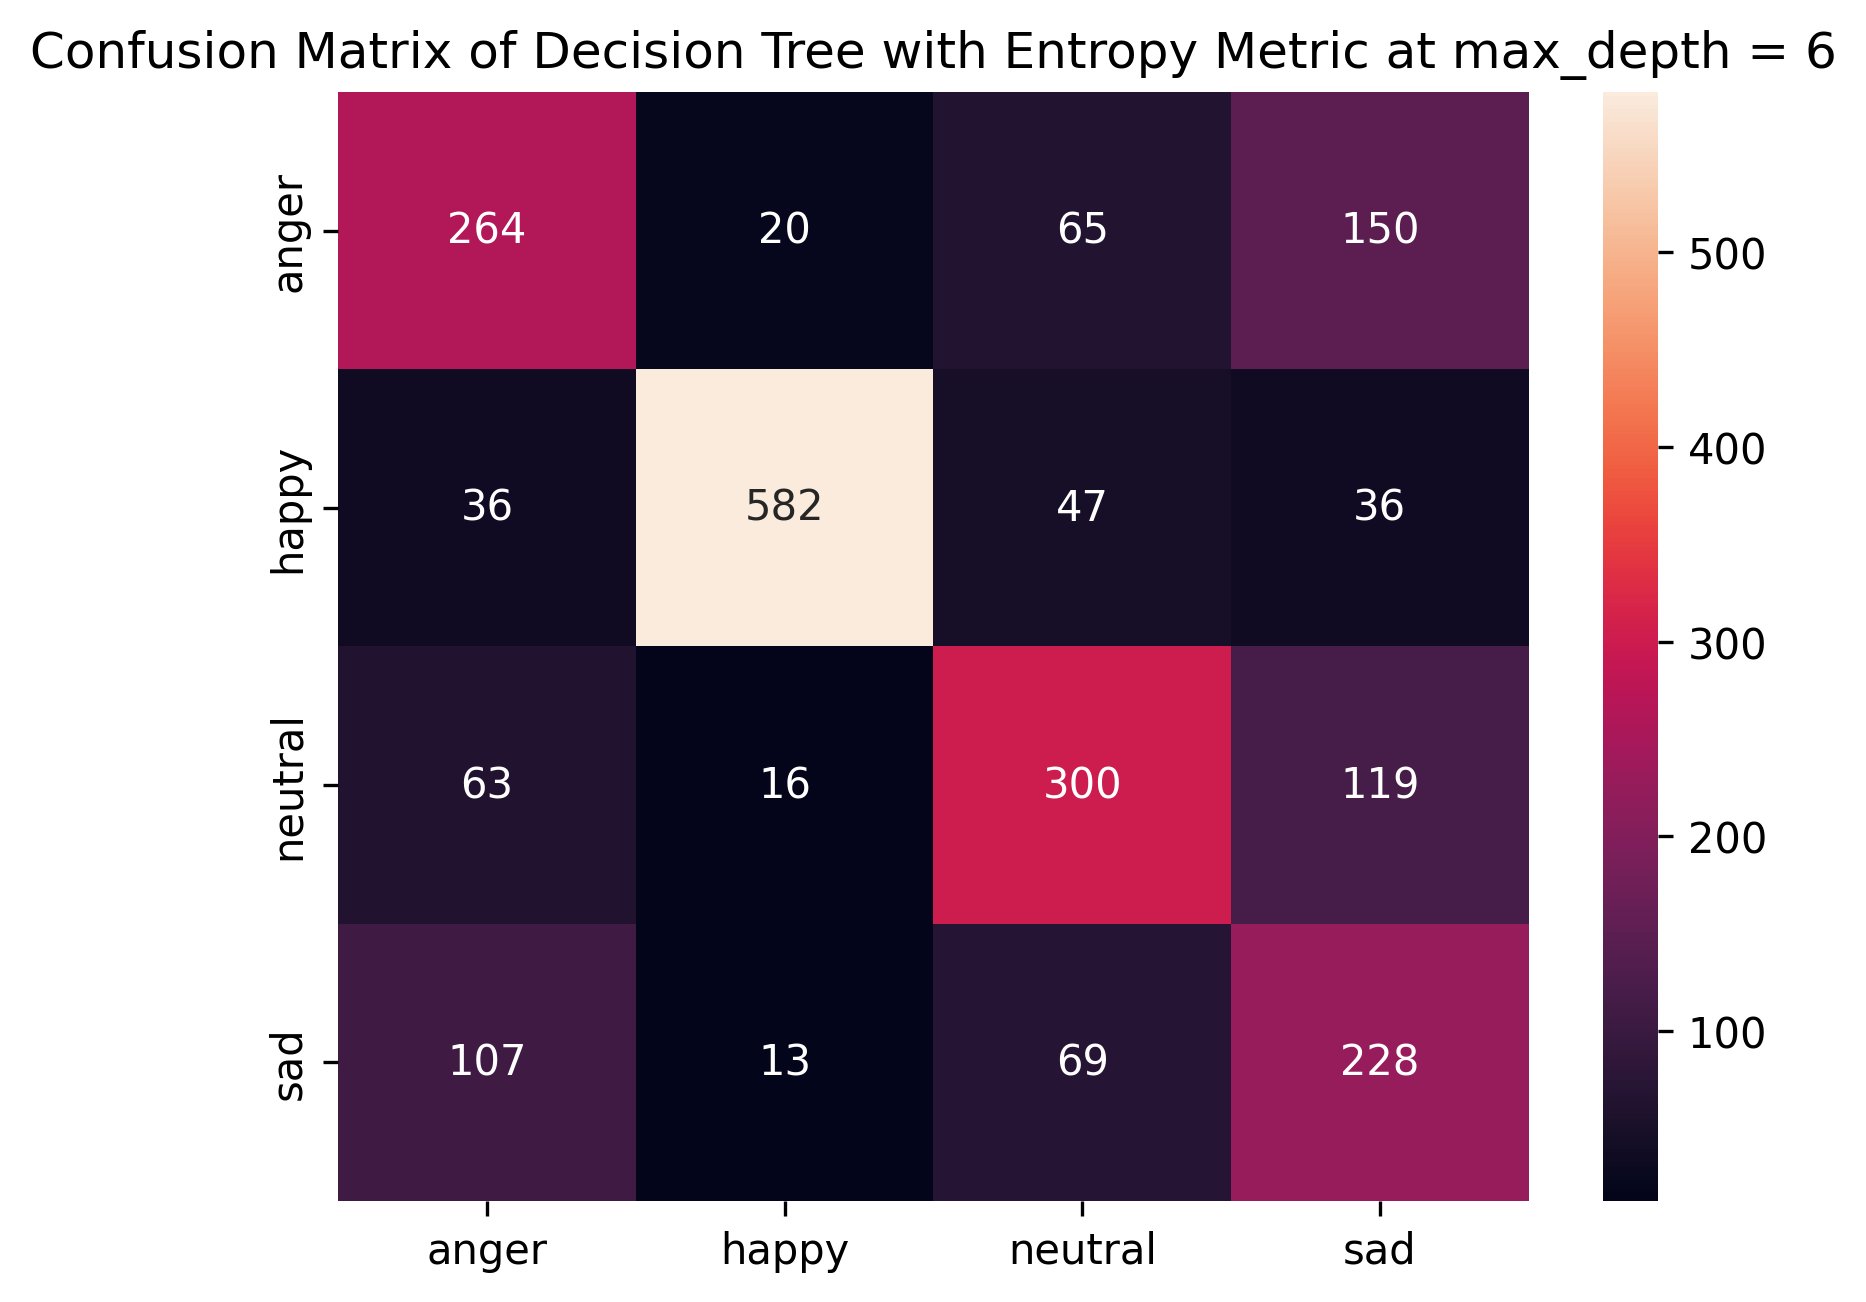 Confusion Matrix of Decision Tree with Entropy Metric at max_depth = 6
anger
264
20
65
150
happy
36
582
47
36
neutral
63
16
300
119
sad
107
13
69
228
anger
happy
neutral
sad
500
400
300
200
100